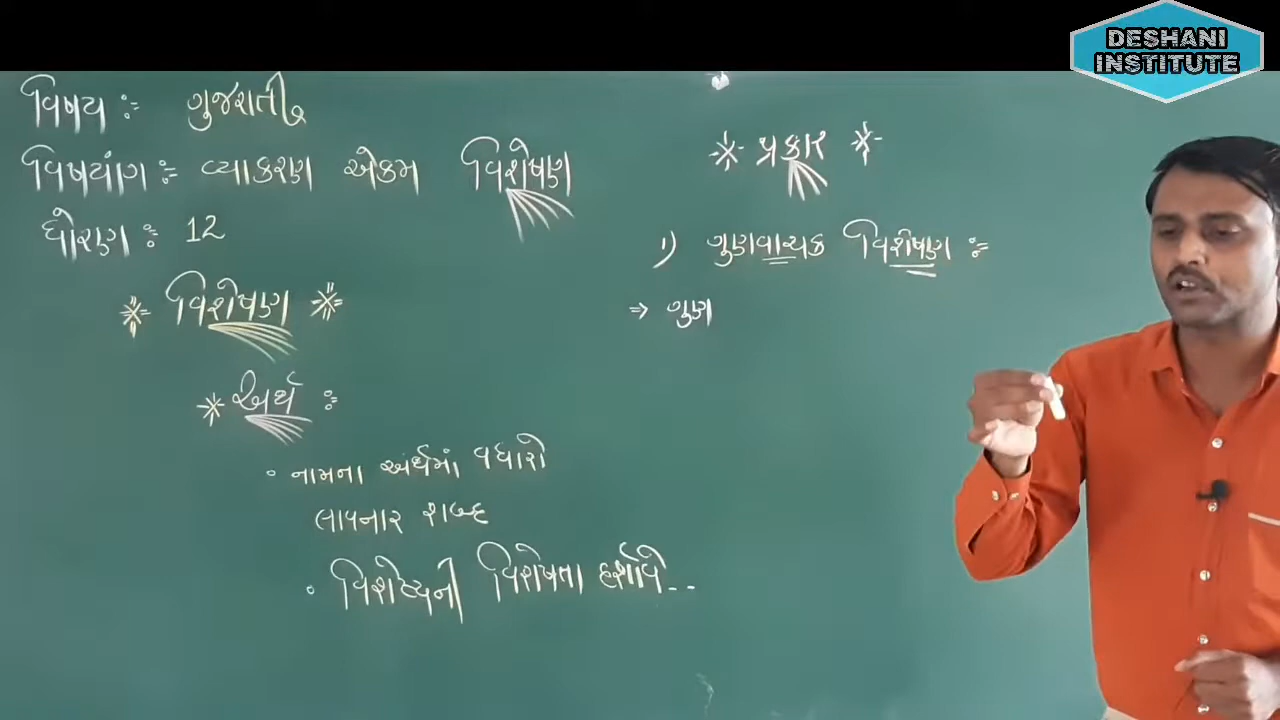 DESHANI
INSTITUTE
વિષય :- ગુજરાતી
વિષયાંગ :- વ્યાકરણ એકમ વિશેષણ
ધોરણ :- 12
* વિશેષણ *
* અર્થ :
• નામના અર્થમાં વધારો
લાવનાર શબ્દ
• વિશેષ્યની વિશેષતા દર્શાવે..
* પ્રકાર *
૧) ગુણવાચક વિશેષણ :-
⇒ ગુણ